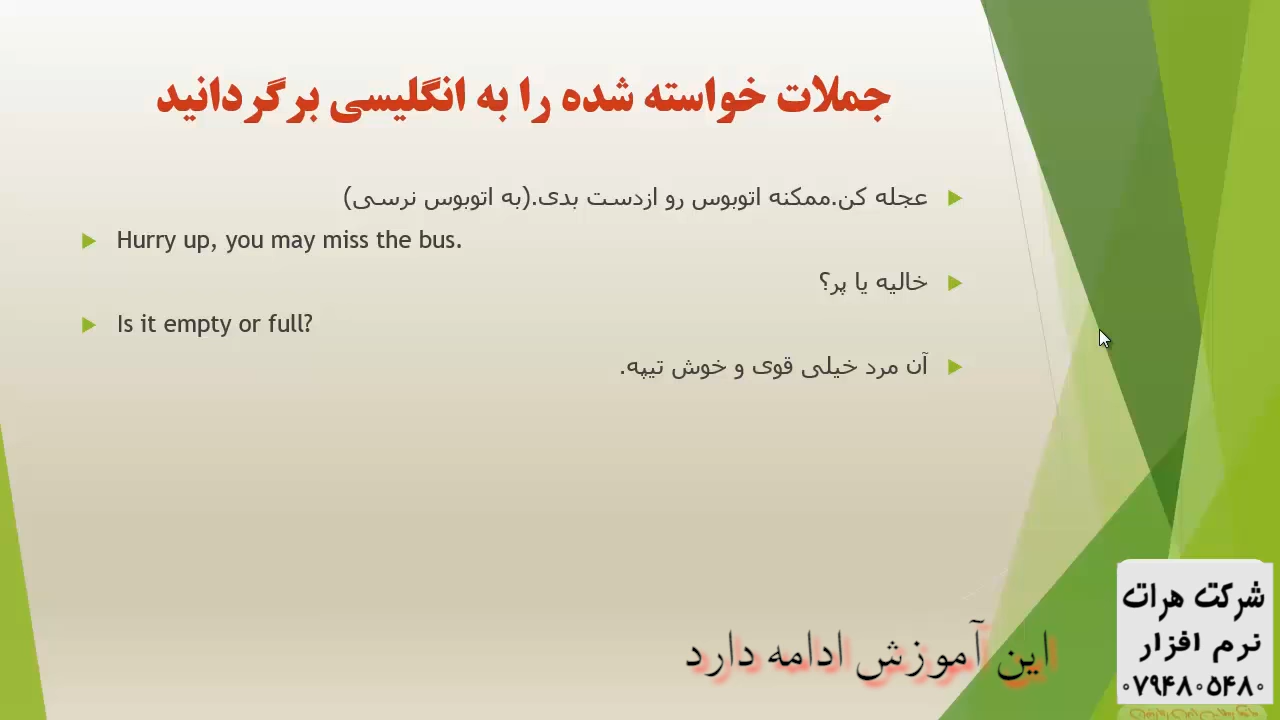 جملات خواسته شده را به انگلیسی برگردانید
عجله کن.ممکنه اتوبوس رو ازدست بدی.(به اتوبوس نرسی)
Hurry up, you may miss the bus.
خالیه یا پر؟
Is it empty or full?
آن مرد خیلی قوی و خوش تیپه.
این آموزش ادامه دارد
شرکت هرات
نرم افزار
۰۷۹۴۸۰۵۴۸۰